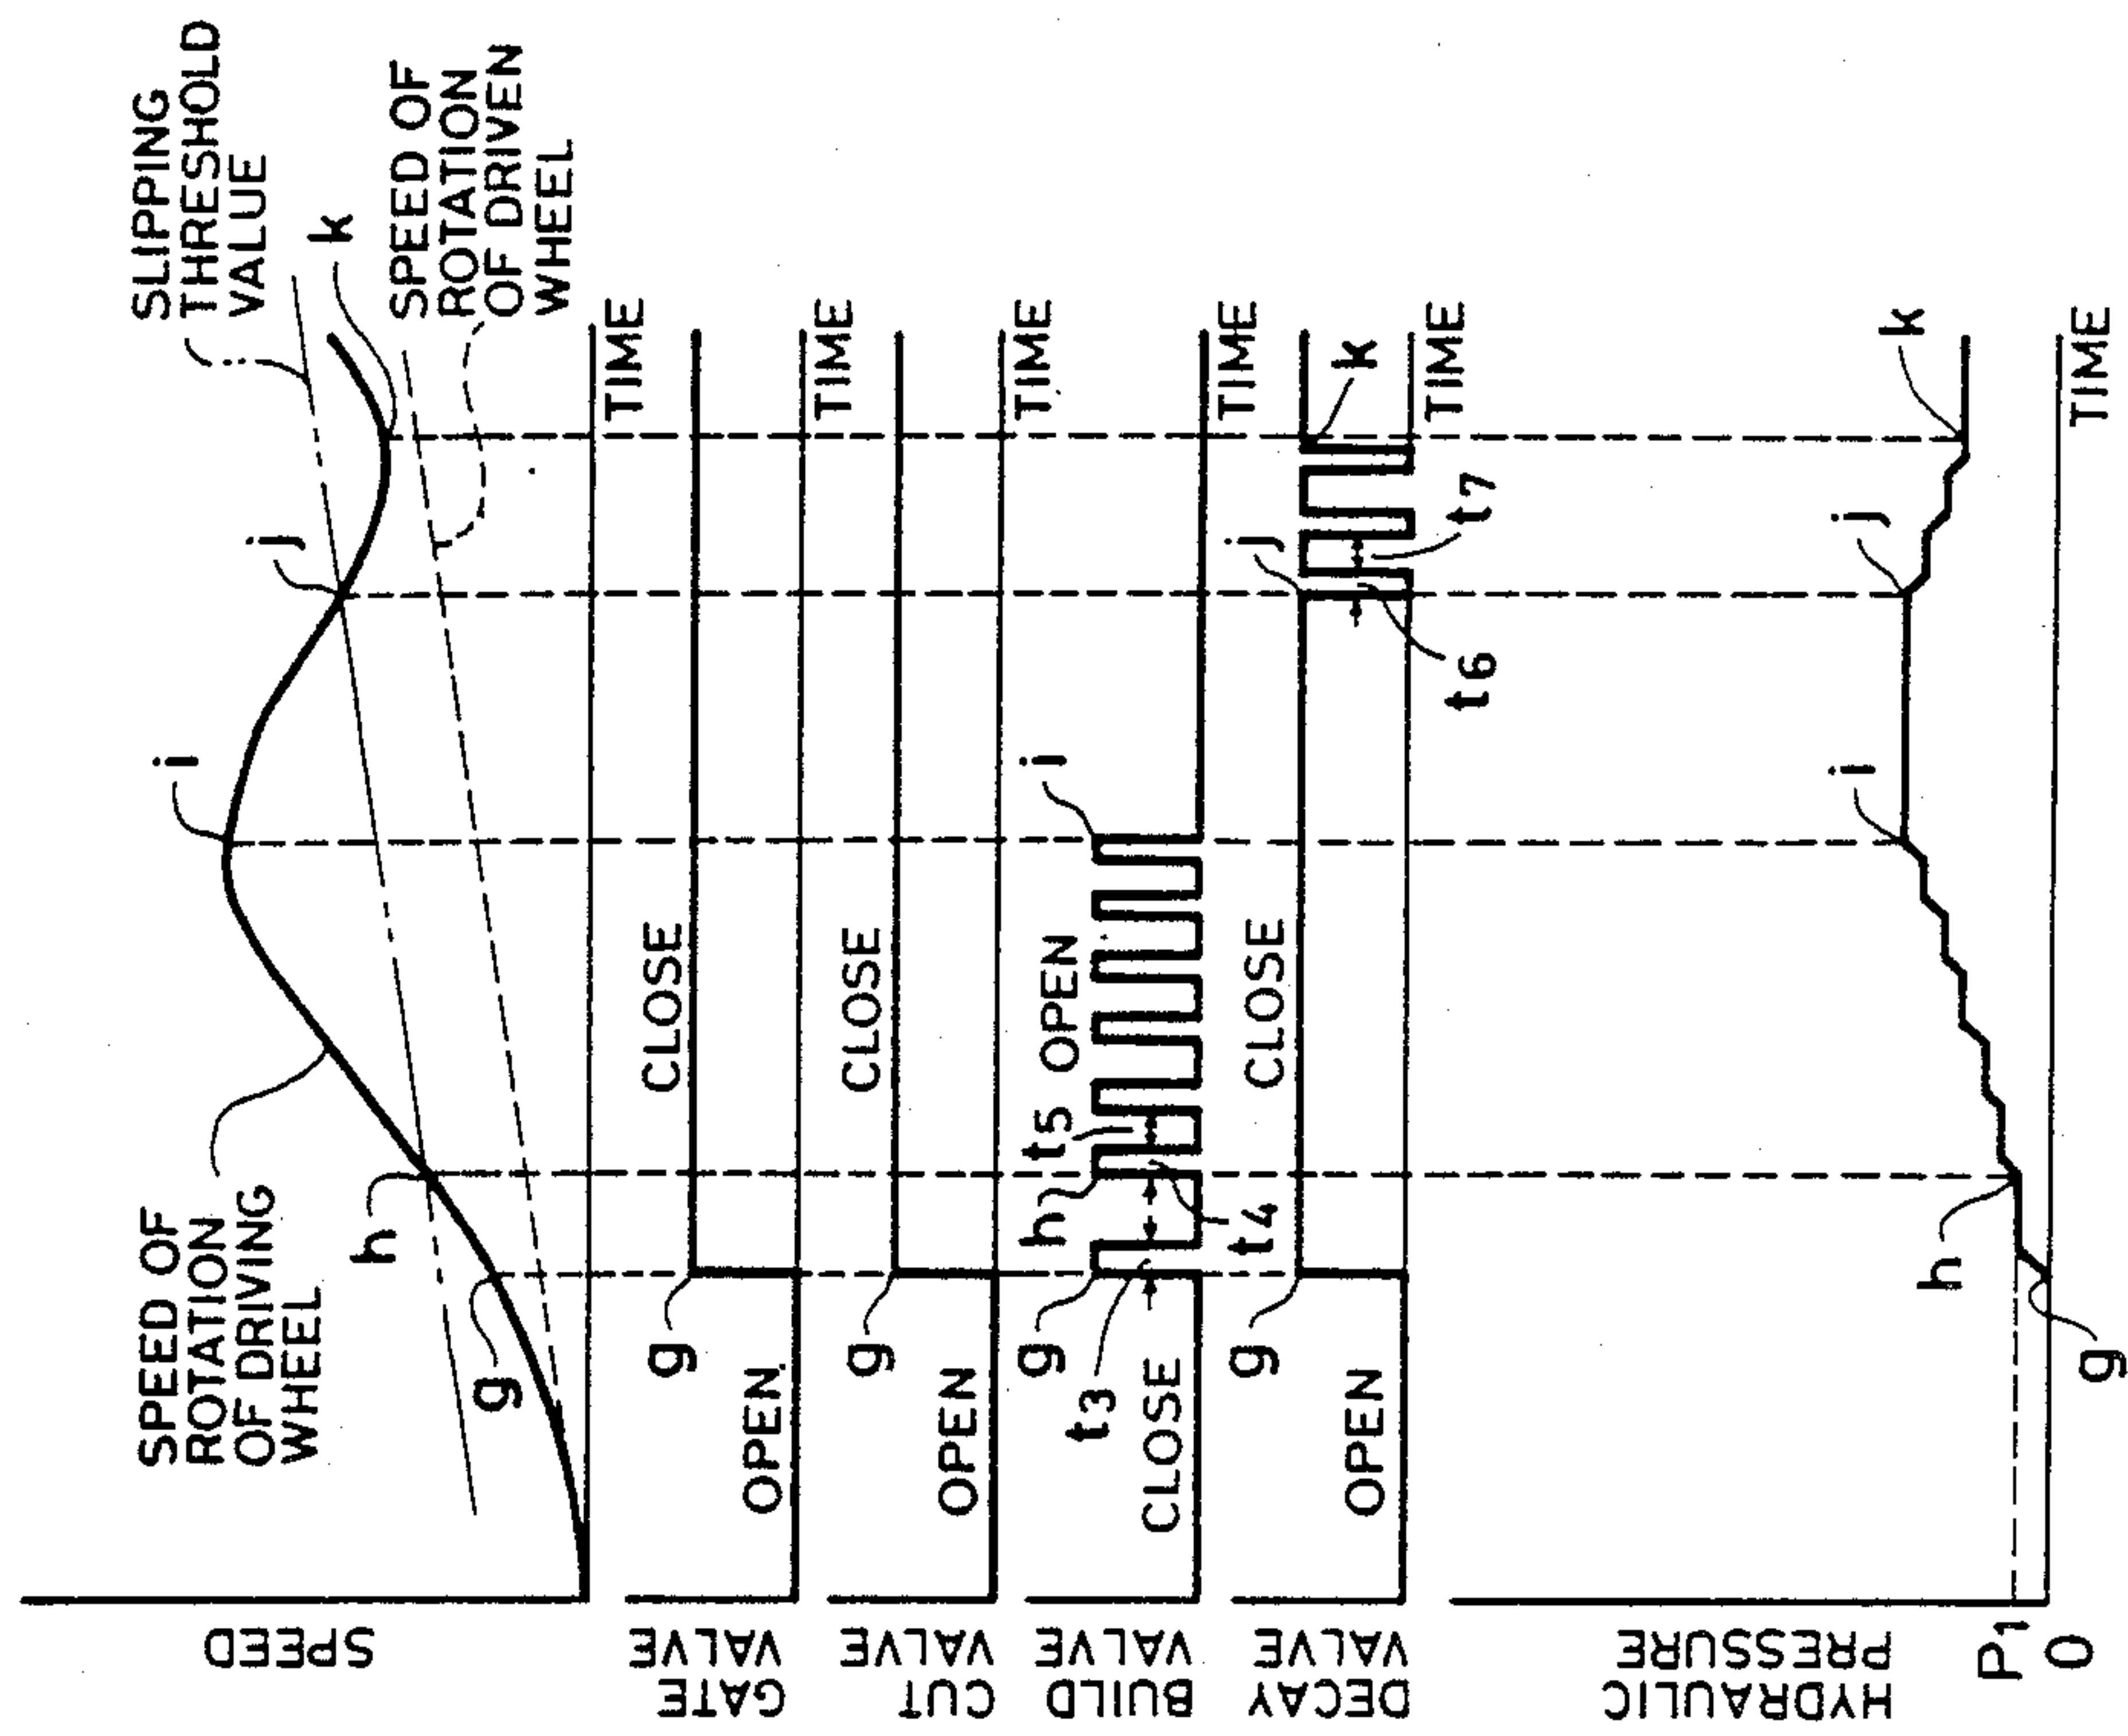 SPEED
SPEED OF
ROTATION
OF DRIVING
WHEEL
SLIPPING
THRESHOLD
VALUE
SPEED OF
ROTATION
OF DRIVEN
WHEEL
g
h
i
j
k
TIME
GATE
VALVE
OPEN
g
CLOSE
TIME
CUT
VALVE
OPEN
g
CLOSE
TIME
BUILD
VALVE
CLOSE
g
t3
h
t4
t5
OPEN
i
TIME
DECAY
VALVE
OPEN
g
CLOSE
j
t6
t7
k
TIME
HYDRAULIC
PRESSURE
P1
O
g
h
i
j
k
TIME